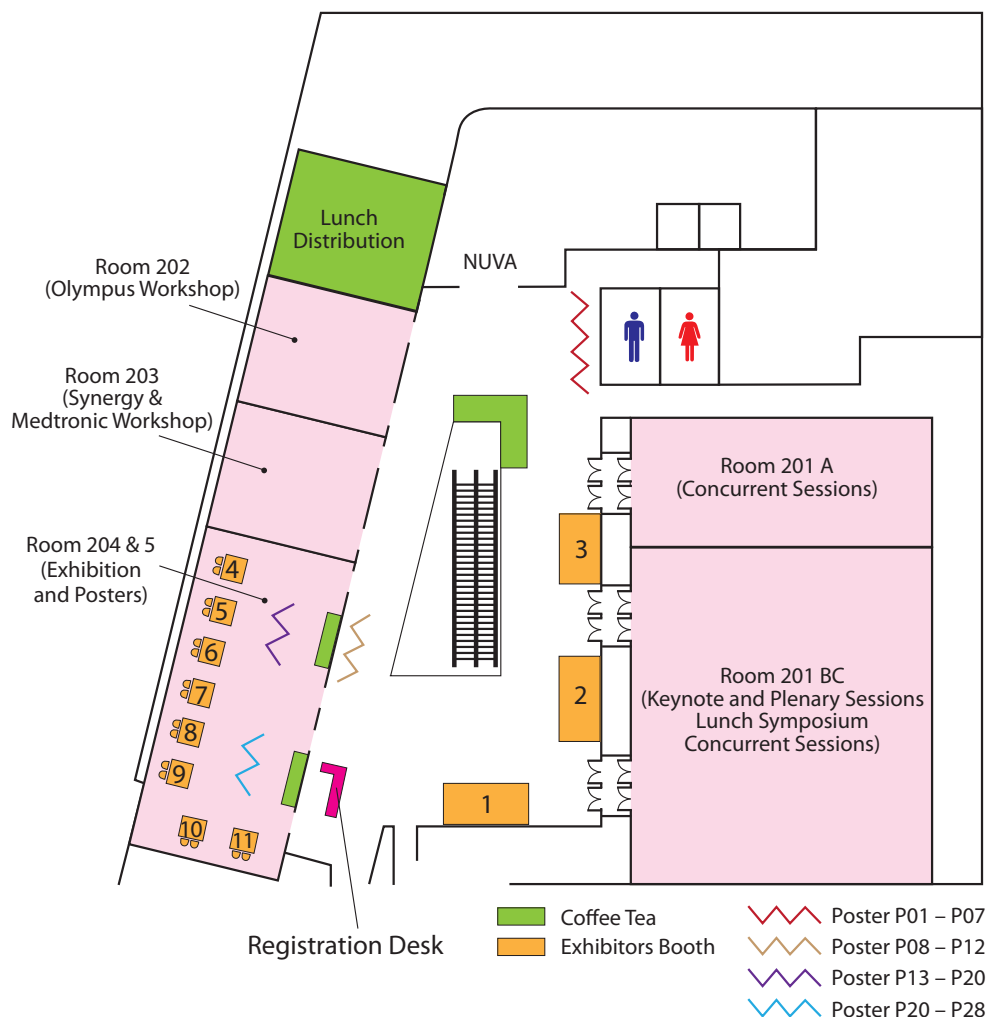 Lunch
Distribution
NUVA
Room 202
(Olympus Workshop)
Room 203
(Synergy &
Medtronic Workshop)
Room 201 A
(Concurrent Sessions)
Room 204 & 5
(Exhibition
and Posters)
3
4
5
6
7
8
9
10
11
2
1
Room 201 BC
(Keynote and Plenary Sessions
Lunch Symposium
Concurrent Sessions)
Registration Desk
Coffee Tea
Exhibitors Booth
Poster P01 – P07
Poster P08 – P12
Poster P13 – P20
Poster P20 – P28